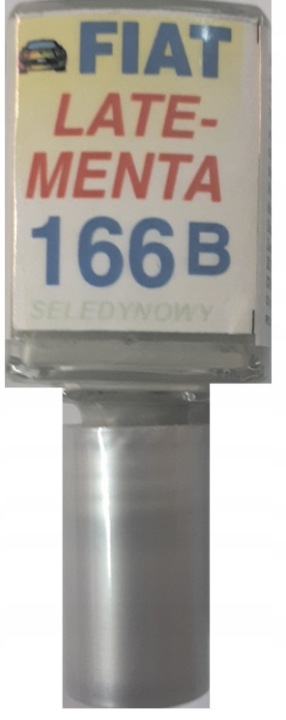 FIAT
LATE-
MENTA
166B
SELEDYNOWY